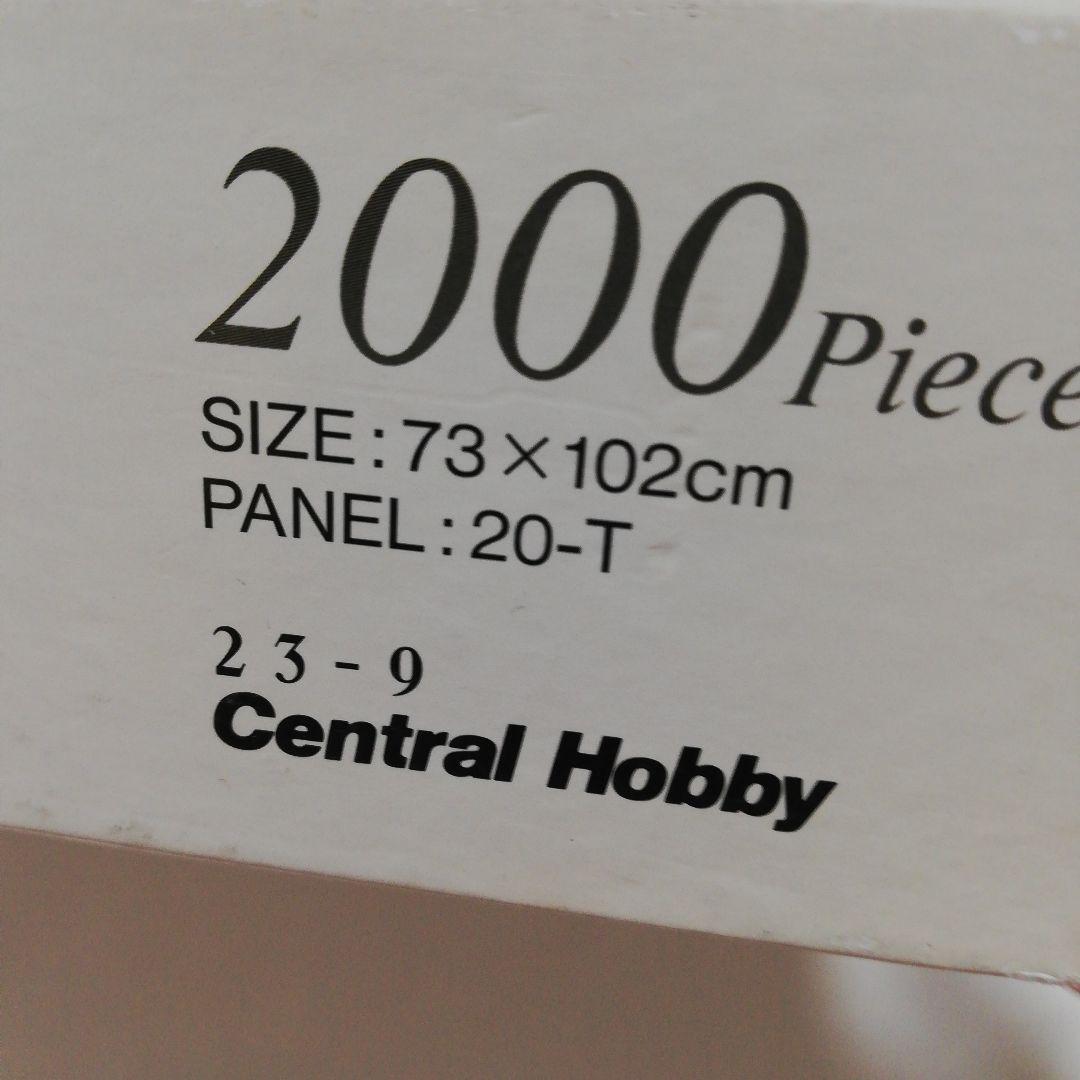 2000 Piece
SIZE : 73×102cm
PANEL : 20-T
23-9
Central Hobby